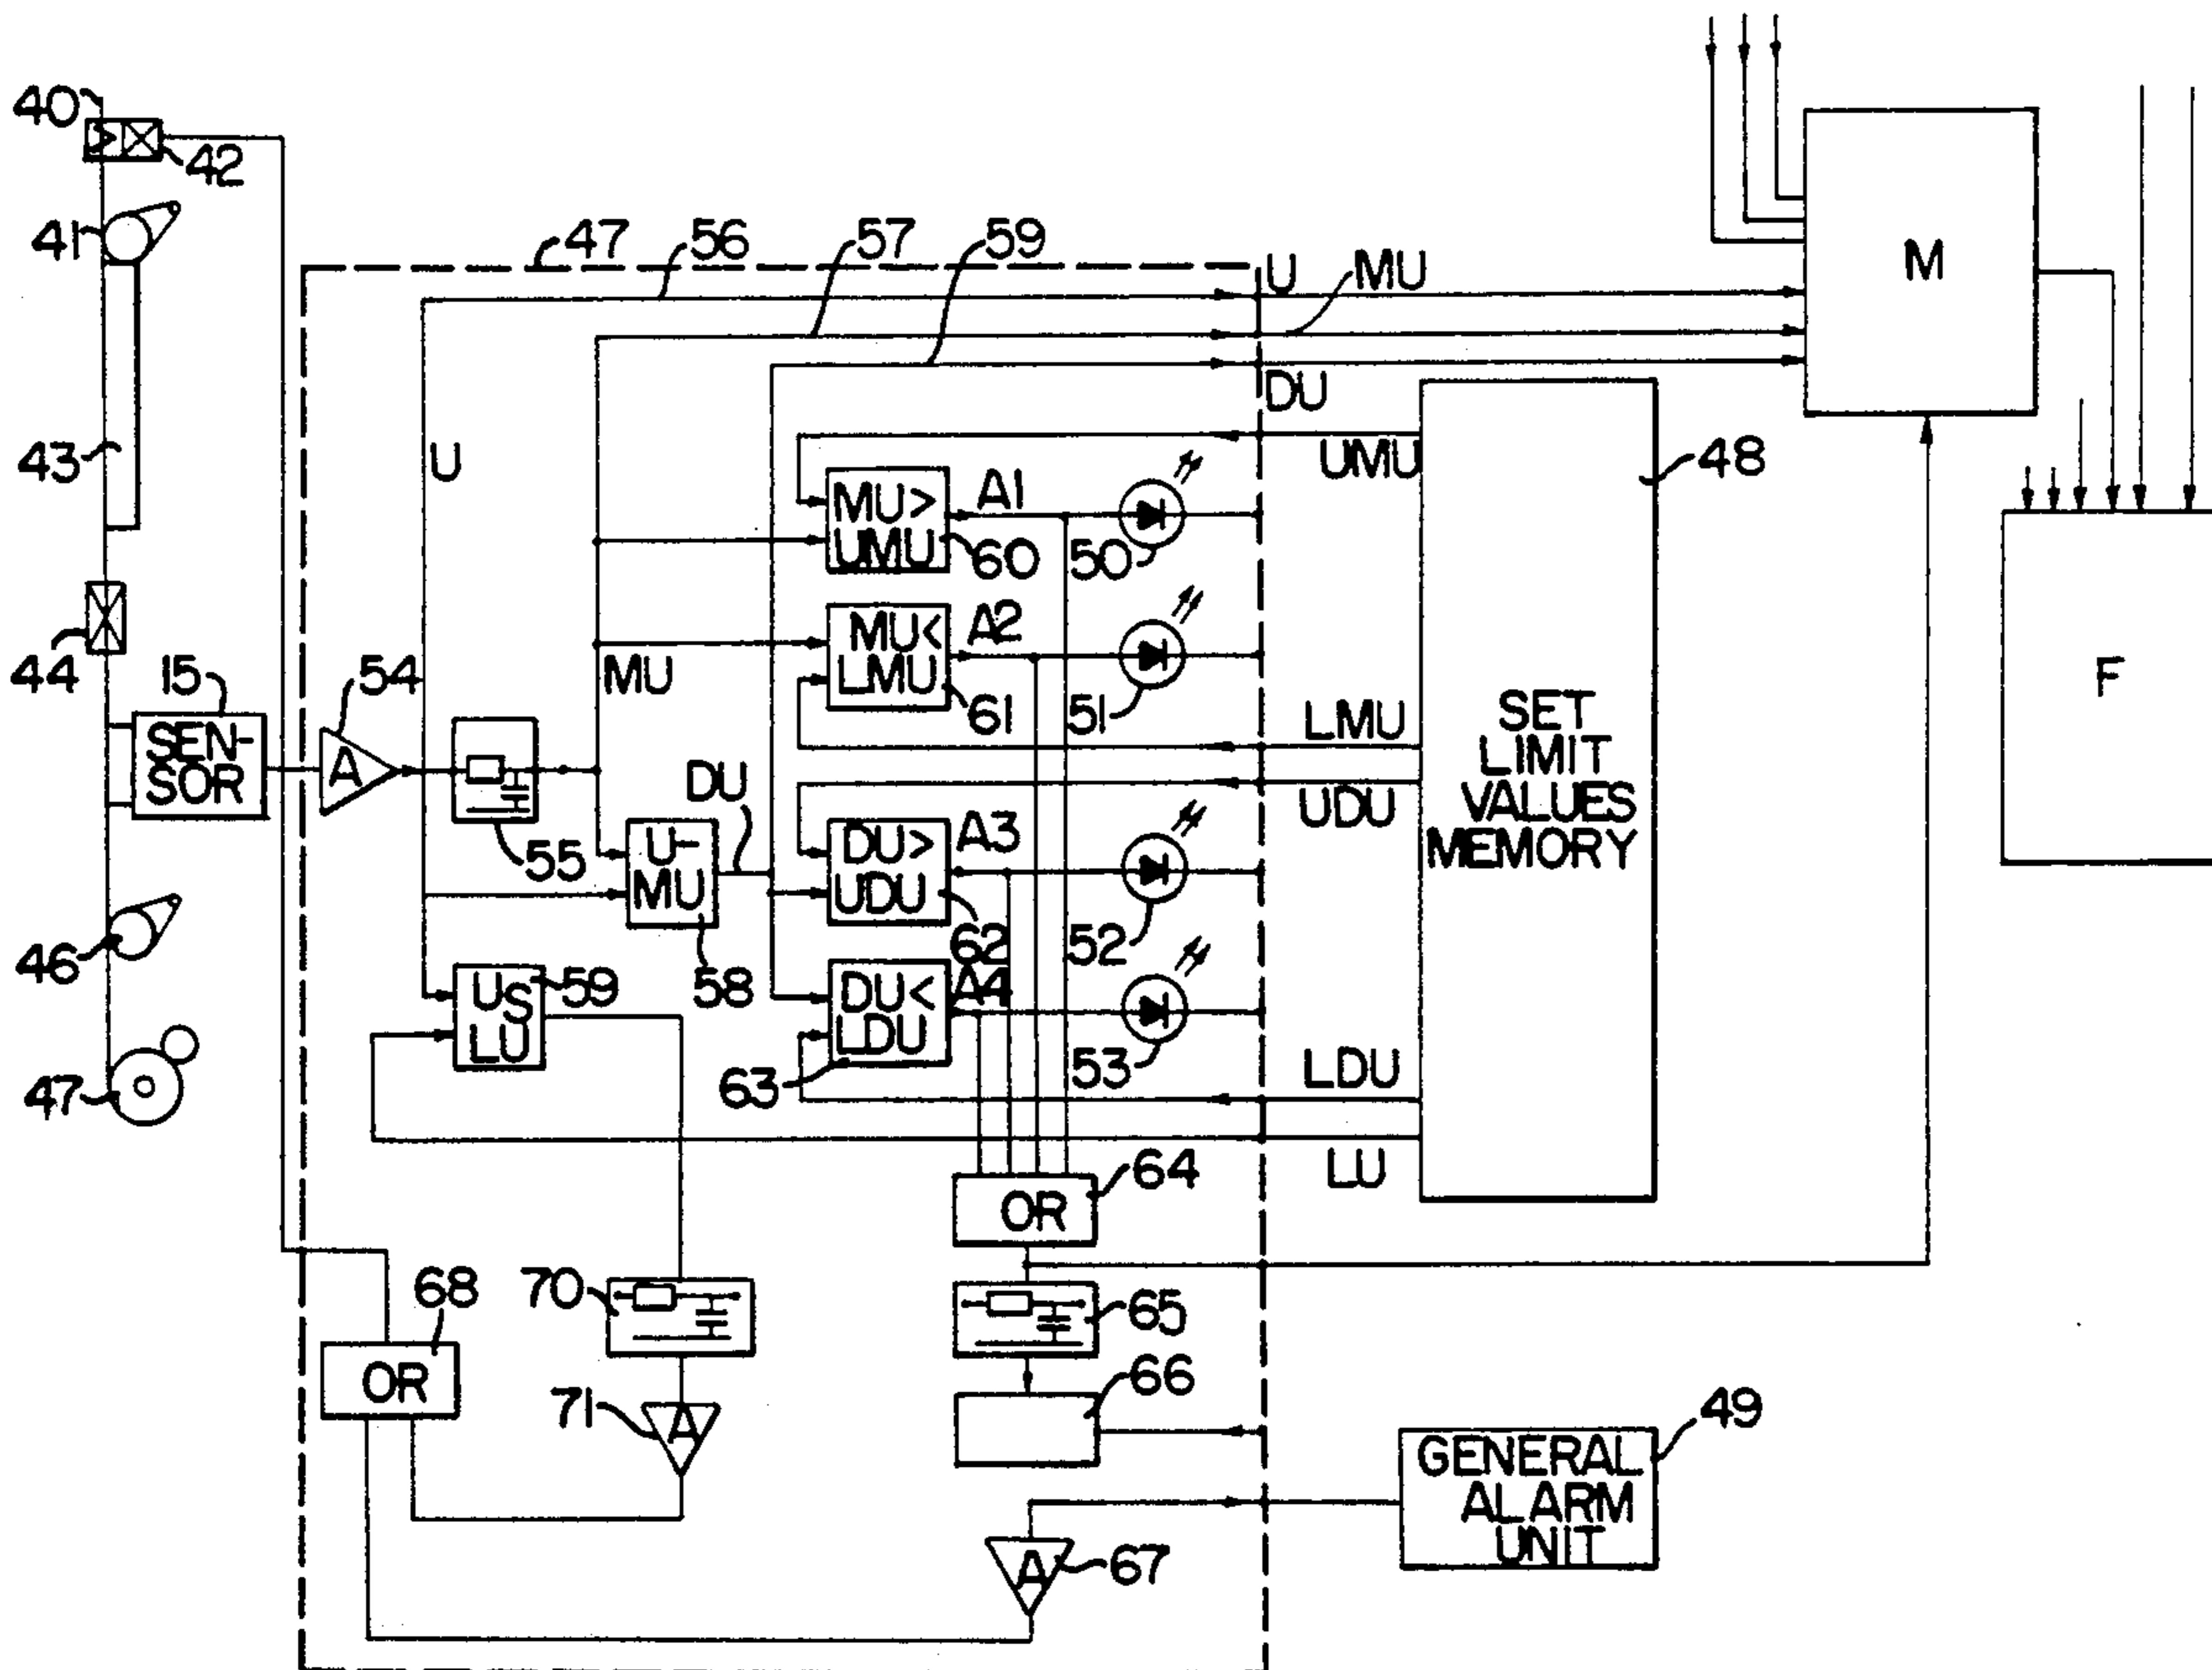 40
42
41
43
44
15
SEN-
SOR
46
47
47
56
57
59
U
MU
DU
M
F
U
54
A
55
MU
U-
MU
58
DU
US
LU
59
UMU
MU>
UMU
60
A1
50
MU<
LMU
61
A2
51
LMU
UDU
DU>
UDU
62
A3
52
DU<
LDU
63
A4
53
LDU
LU
48
SET
LIMIT
VALUES
MEMORY
OR
64
65
66
68
OR
70
71
A
A
67
49
GENERAL
ALARM
UNIT